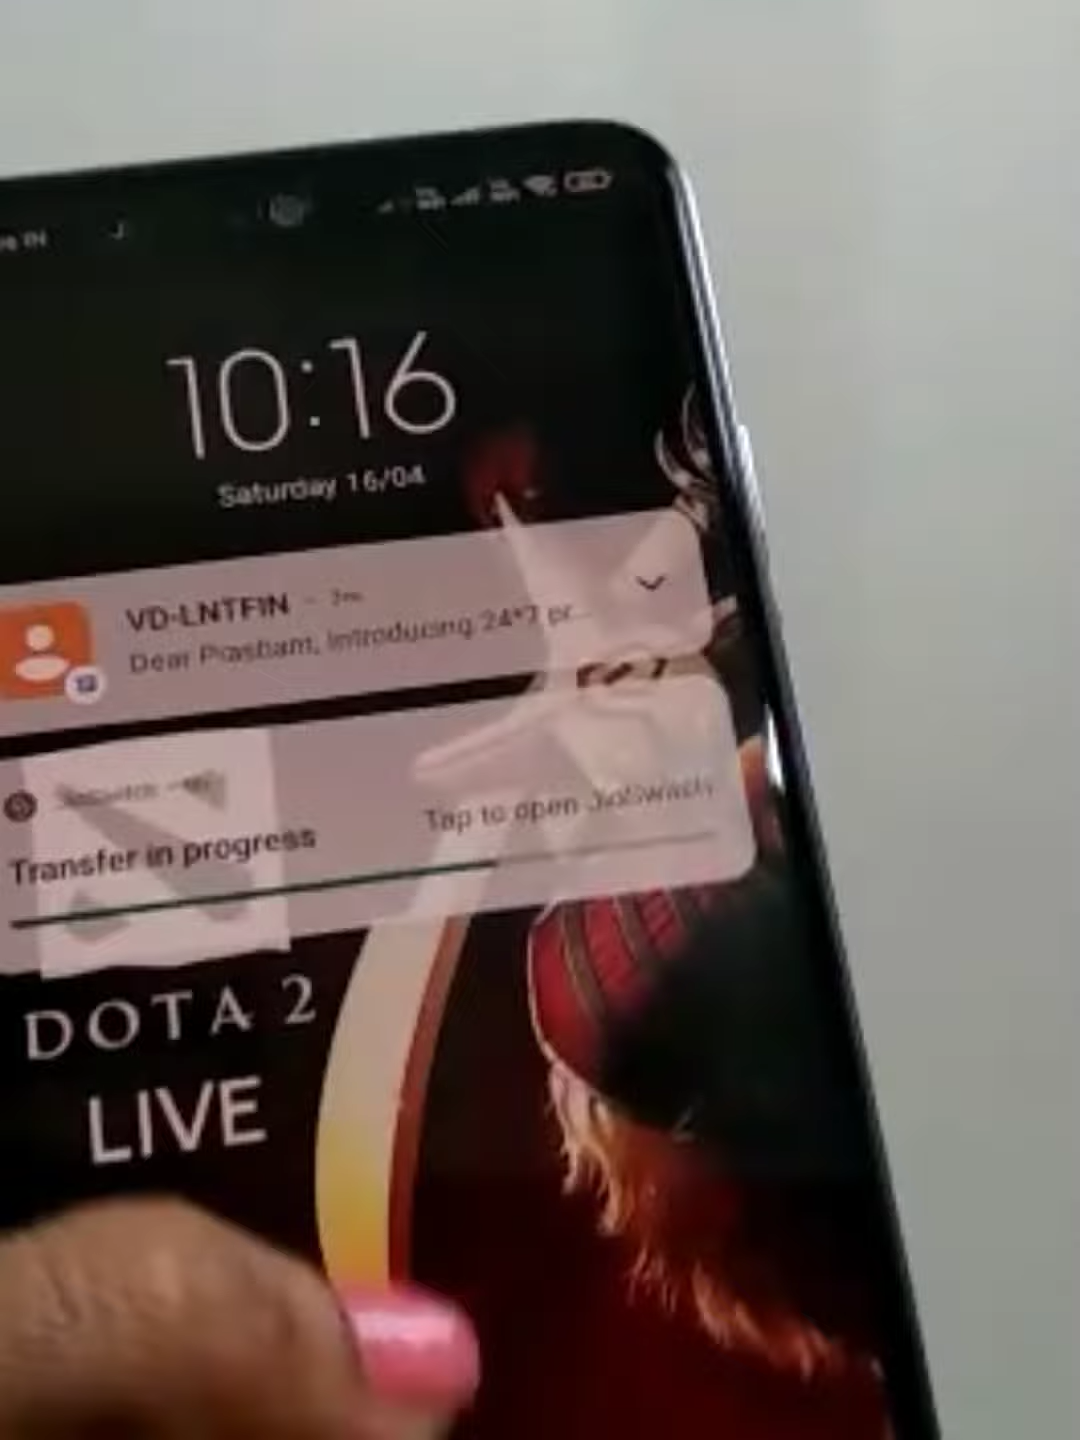 10:16
Saturday 16/04
VD-LNTFIN
Dear Prashant, Introducing 24*7 pr...
Tap to open
Transfer in progress
DOTA 2
LIVE